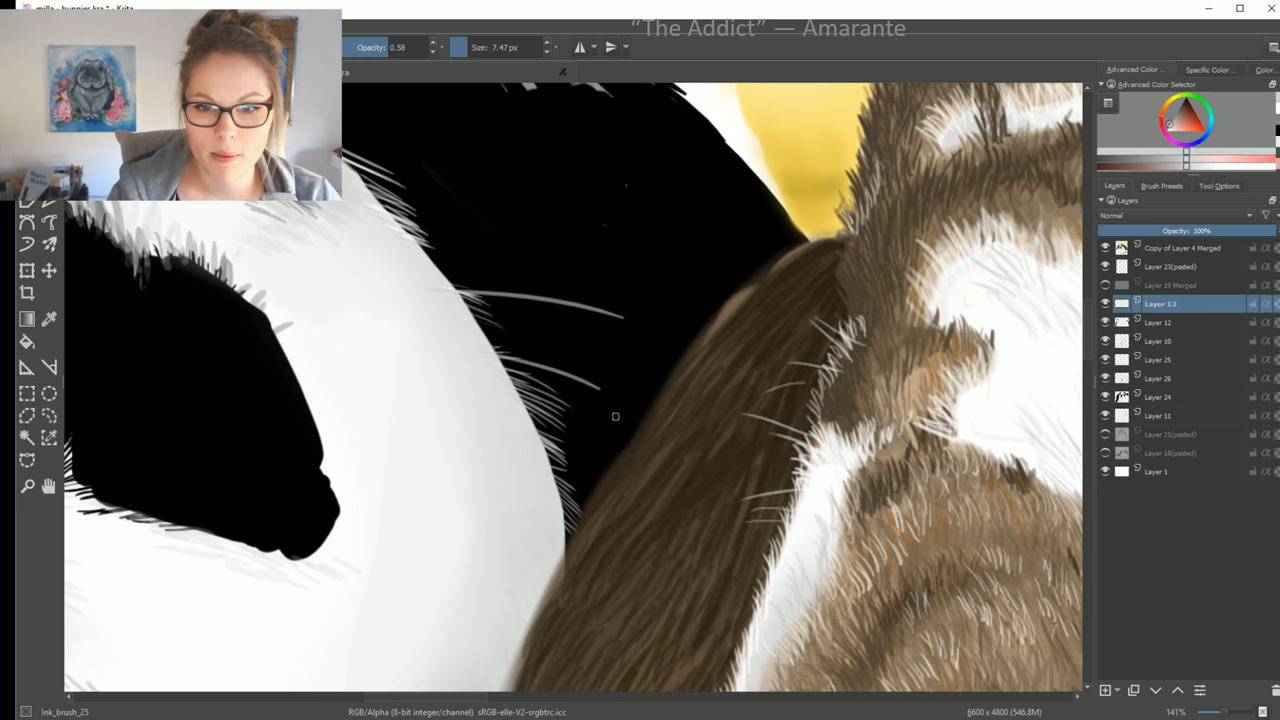 milla - bunnies.kra * - Krita
"The Addict" — Amarante
Opacity: 0.58
Size: 7.47 px
Advanced Color ...
Specific Color ...
Color...
Advanced Color Selector
Layers
Brush Presets
Tool Options
Layers
Normal
Opacity: 100%
Copy of Layer 4 Merged
Layer 23(pasted)
Layer 19 Merged
Layer 13
Layer 12
Layer 10
Layer 25
Layer 26
Layer 24
Layer 11
Layer 21(pasted)
Layer 16(pasted)
Layer 1
Ink_brush_25
RGB/Alpha (8-bit integer/channel) sRGB-elle-V2-srgbtrc.icc
6600 x 4800 (546.8M)
141%